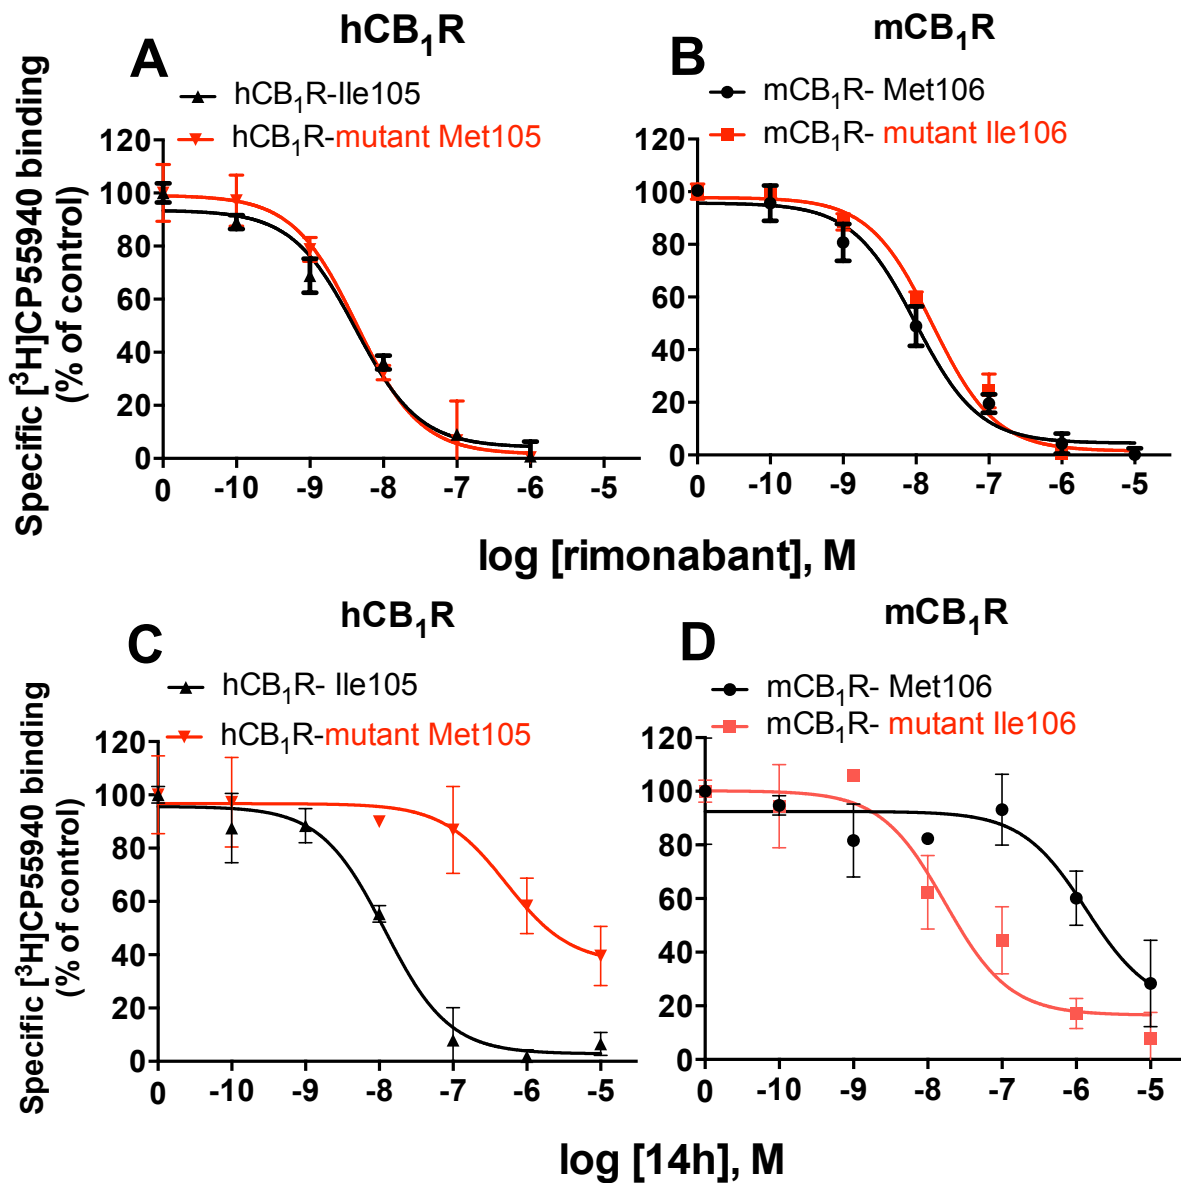 hCB₁R
A
hCB₁R-Ile105
hCB₁R-mutant Met105
Specific [³H]CP55940 binding
(% of control)
120
100
80
60
40
20
0
0 -10 -9 -8 -7 -6 -5
mCB₁R
B
mCB₁R- Met106
mCB₁R- mutant Ile106
120
100
80
60
40
20
0
0 -10 -9 -8 -7 -6 -5
log [rimonabant], M
hCB₁R
C
hCB₁R- Ile105
hCB₁R-mutant Met105
Specific [³H]CP55940 binding
(% of control)
120
100
80
60
40
20
0
0 -10 -9 -8 -7 -6 -5
mCB₁R
D
mCB₁R- Met106
mCB₁R- mutant Ile106
120
100
80
60
40
20
0
0 -10 -9 -8 -7 -6 -5
log [14h], M